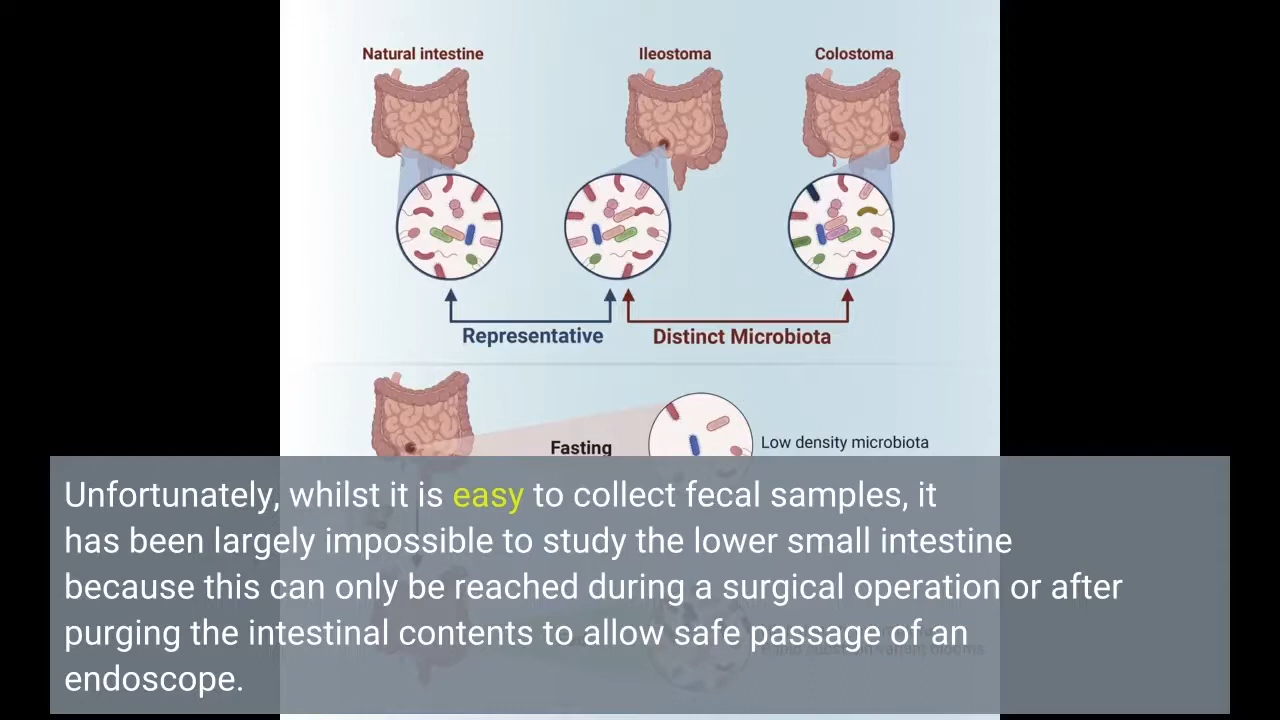 Natural intestine
Ileostoma
Colostoma
Representative
Distinct Microbiota
Fasting
Low density microbiota
Unfortunately, whilst it is easy to collect fecal samples, it
has been largely impossible to study the lower small intestine
because this can only be reached during a surgical operation or after
purging the intestinal contents to allow safe passage of an
endoscope.